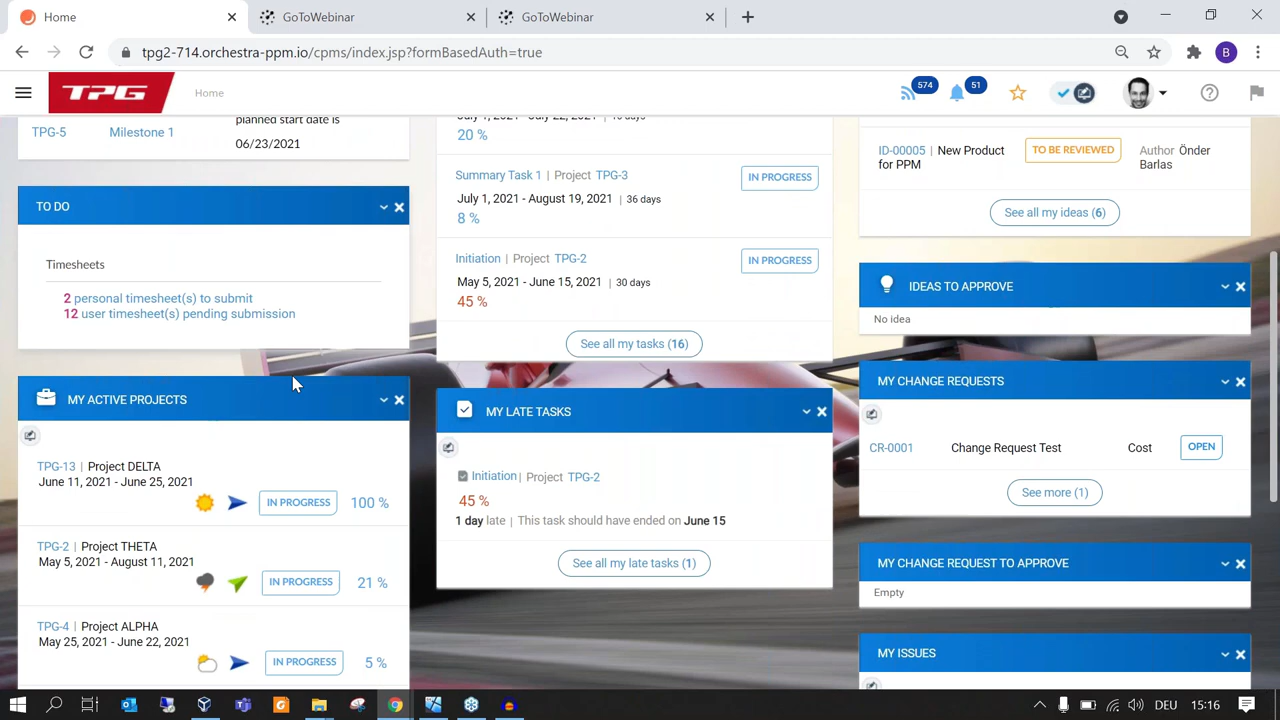 Home
GoToWebinar
GoToWebinar
tpg2-714.orchestra-ppm.io/cpms/index.jsp?formBasedAuth=true
B
TPG
Home
574
51
TPG-5 Milestone 1
planned start date is
06/23/2021
TO DO
Timesheets
2 personal timesheet(s) to submit
12 user timesheet(s) pending submission
MY ACTIVE PROJECTS
TPG-13 | Project DELTA
June 11, 2021 - June 25, 2021
IN PROGRESS 100 %
TPG-2 | Project THETA
May 5, 2021 - August 11, 2021
IN PROGRESS 21 %
TPG-4 | Project ALPHA
May 25, 2021 - June 22, 2021
IN PROGRESS 5 %
20 %
Summary Task 1 | Project TPG-3
IN PROGRESS
July 1, 2021 - August 19, 2021 | 36 days
8 %
Initiation | Project TPG-2
IN PROGRESS
May 5, 2021 - June 15, 2021 | 30 days
45 %
See all my tasks (16)
MY LATE TASKS
Initiation | Project TPG-2
45 %
1 day late | This task should have ended on June 15
See all my late tasks (1)
ID-00005 | New Product for PPM
TO BE REVIEWED
Author Önder Barlas
See all my ideas (6)
IDEAS TO APPROVE
No idea
MY CHANGE REQUESTS
CR-0001 Change Request Test Cost OPEN
See more (1)
MY CHANGE REQUEST TO APPROVE
Empty
MY ISSUES
DEU 15:16